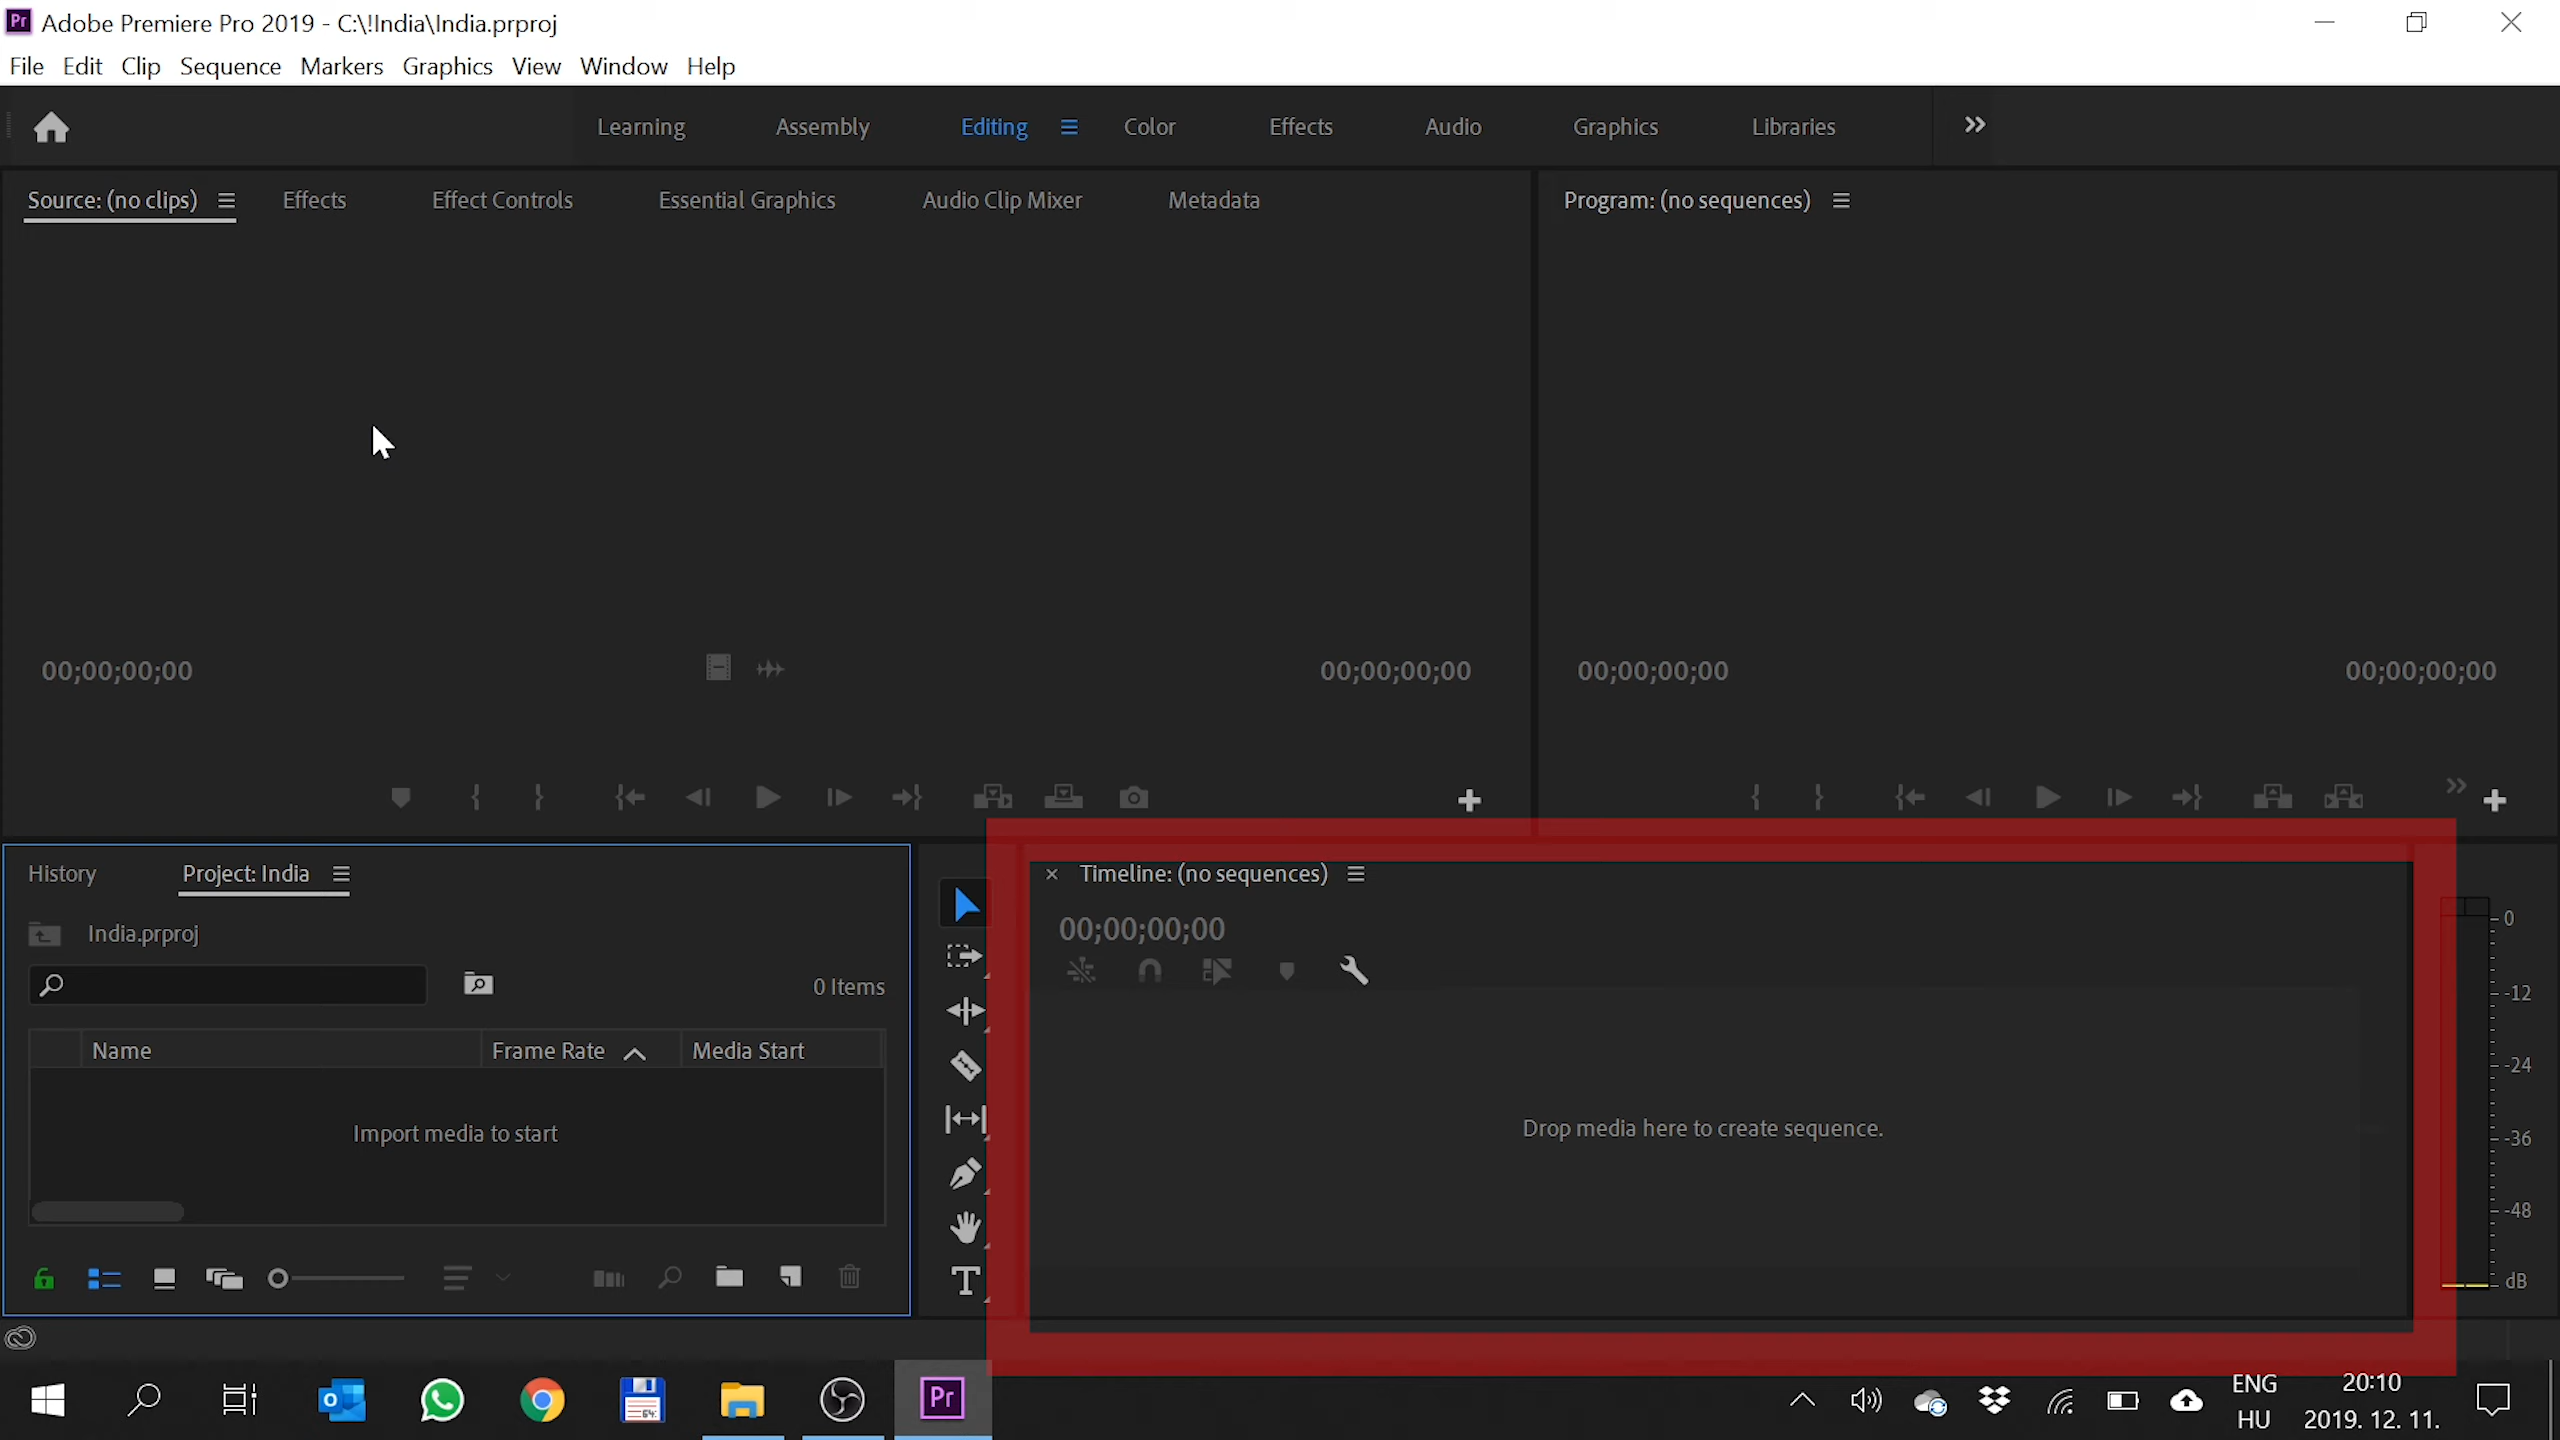 Pr Adobe Premiere Pro 2019 - C:\!India\India.prproj
File Edit Clip Sequence Markers Graphics View Window Help
Learning Assembly Editing Color Effects Audio Graphics Libraries
Source: (no clips) Effects Effect Controls Essential Graphics Audio Clip Mixer Metadata
Program: (no sequences)
00;00;00;00 00;00;00;00
00;00;00;00 00;00;00;00
History Project: India
India.prproj
0 Items
Name Frame Rate Media Start
Import media to start
Timeline: (no sequences)
00;00;00;00
Drop media here to create sequence.
0
-12
-24
-36
-48
dB
64
Pr
ENG
HU
20:10
2019. 12. 11.